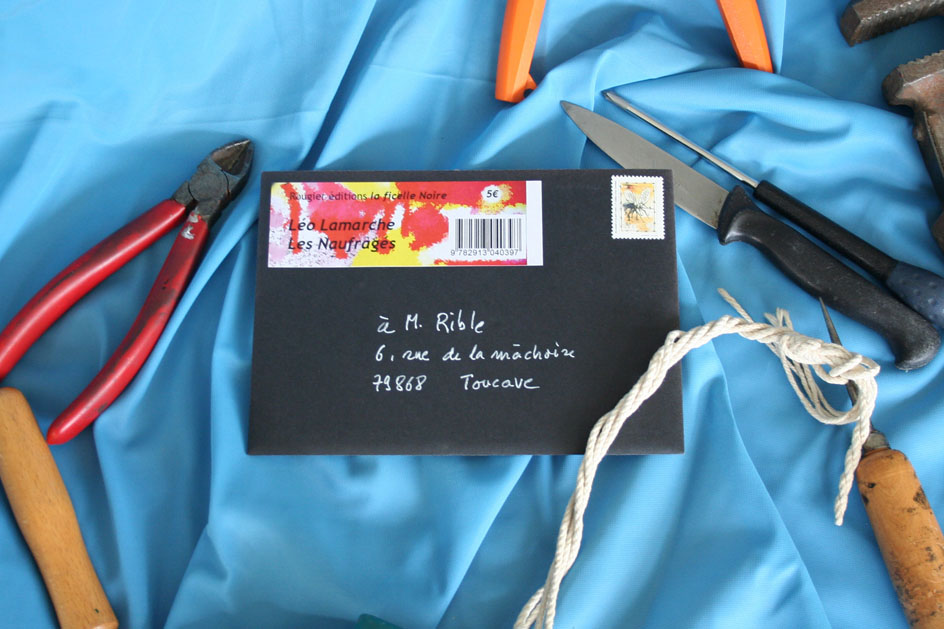 Rougier éditions la ficelle Noire
5€
Léo Lamarche
Les Naufrages
9 782913 040397
à M. Rible
6, rue de la mâchoire
79868 Toucave